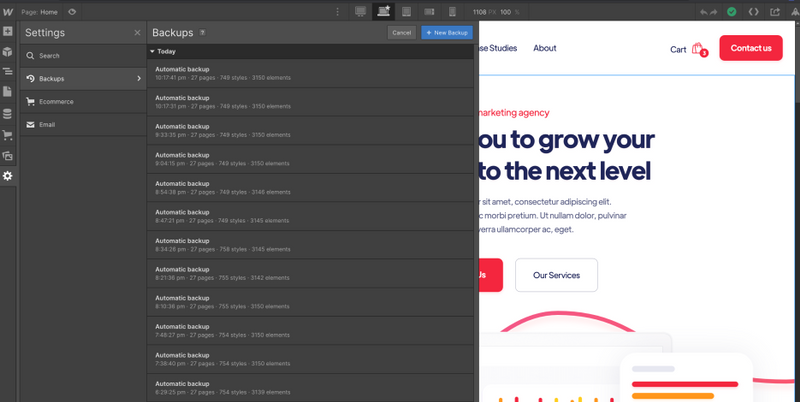 Page: Home
1108 PX 100 %
Settings
Search
Backups
Ecommerce
Email
Backups
Cancel
+ New Backup
Today
Automatic backup
10:17:41 pm · 27 pages · 749 styles · 3150 elements
Automatic backup
10:17:31 pm · 27 pages · 749 styles · 3150 elements
Automatic backup
9:33:35 pm · 27 pages · 749 styles · 3150 elements
Automatic backup
9:04:15 pm · 27 pages · 749 styles · 3150 elements
Automatic backup
8:54:38 pm · 27 pages · 749 styles · 3146 elements
Automatic backup
8:47:21 pm · 27 pages · 749 styles · 3145 elements
Automatic backup
8:34:28 pm · 27 pages · 759 styles · 3145 elements
Automatic backup
8:21:36 pm · 27 pages · 755 styles · 3142 elements
Automatic backup
8:10:36 pm · 27 pages · 755 styles · 3150 elements
Automatic backup
7:48:27 pm · 27 pages · 754 styles · 3150 elements
Automatic backup
7:38:40 pm · 27 pages · 754 styles · 3150 elements
Automatic backup
6:29:25 pm · 27 pages · 754 styles · 3139 elements
ase Studies
About
Cart
3
Contact us
marketing agency
ou to grow your
to the next level
r sit amet, consectetur adipiscing elit.
c morbi pretium. Ut nullam dolor, pulvinar
verra ullamcorper ac, eget.
Us
Our Services